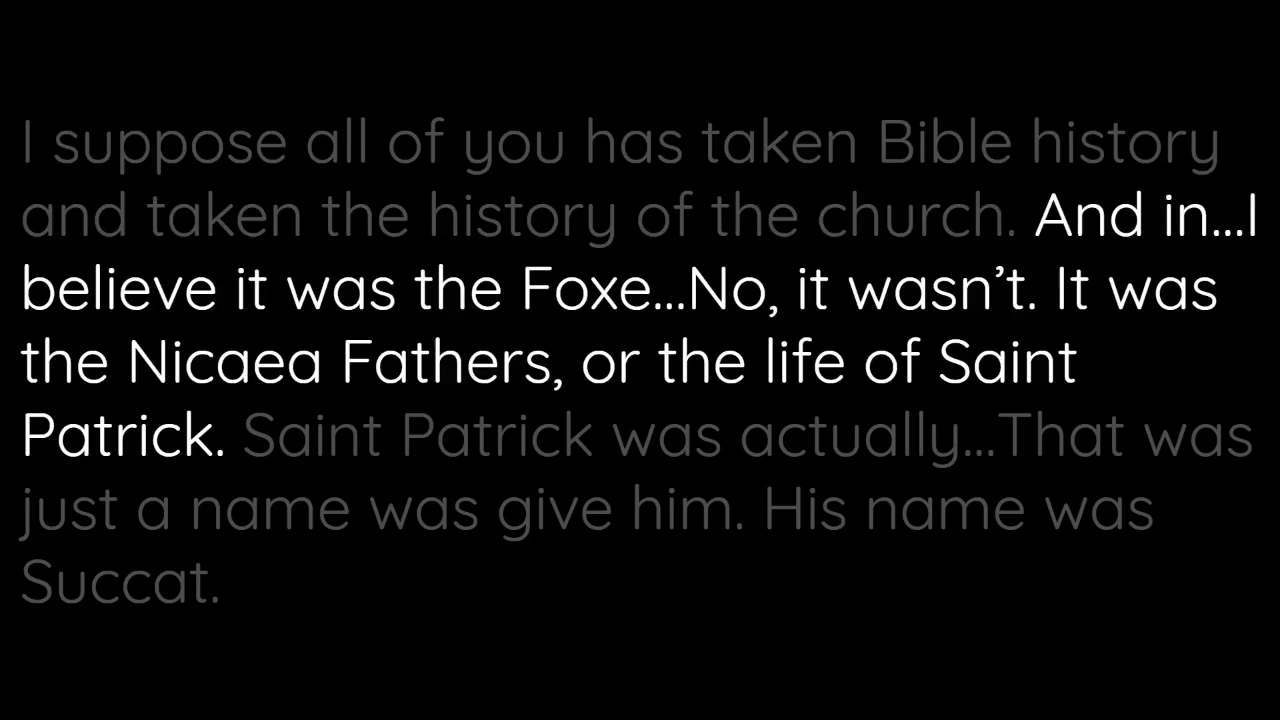 I suppose all of you has taken Bible history
and taken the history of the church. And in...I
believe it was the Foxe...No, it wasn’t. It was
the Nicaea Fathers, or the life of Saint
Patrick. Saint Patrick was actually...That was
just a name was give him. His name was
Succat.